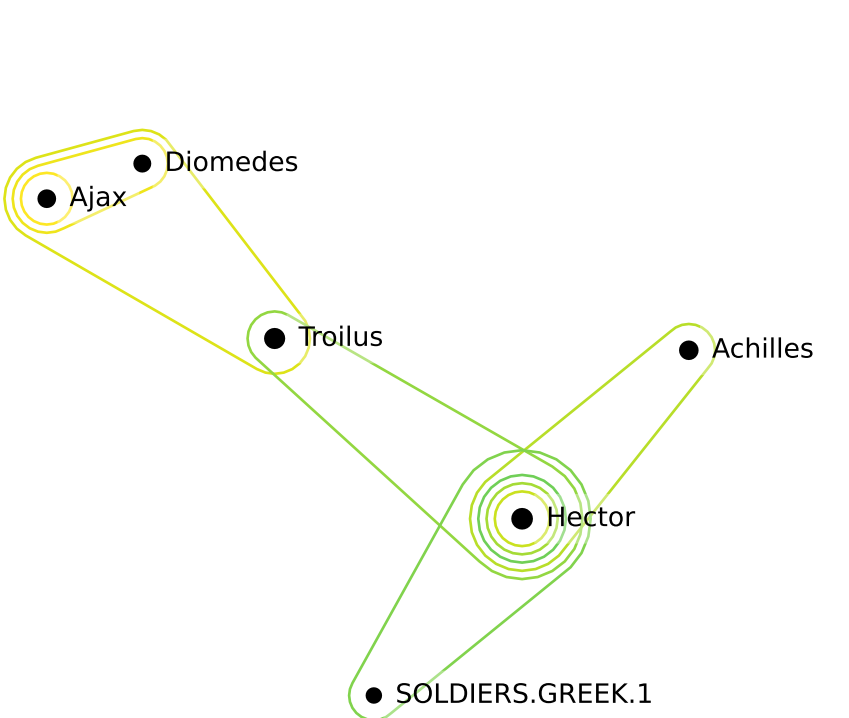 Diomedes
Ajax
Troilus
Achilles
Hector
SOLDIERS.GREEK.1